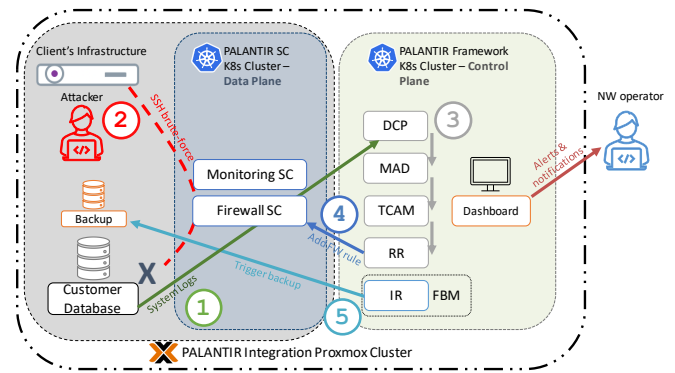 Client's Infrastructure
Attacker
2
SSH brute-force
Backup
X
Customer
Database
System Logs
1
PALANTIR SC
K8s Cluster –
Data Plane
Monitoring SC
Firewall SC
4
Add FW rule
Trigger backup
5
PALANTIR Framework
K8s Cluster – Control
Plane
DCP
3
MAD
TCAM
RR
IR
FBM
Dashboard
Alerts &
notifications
NW operator
PALANTIR Integration Proxmox Cluster